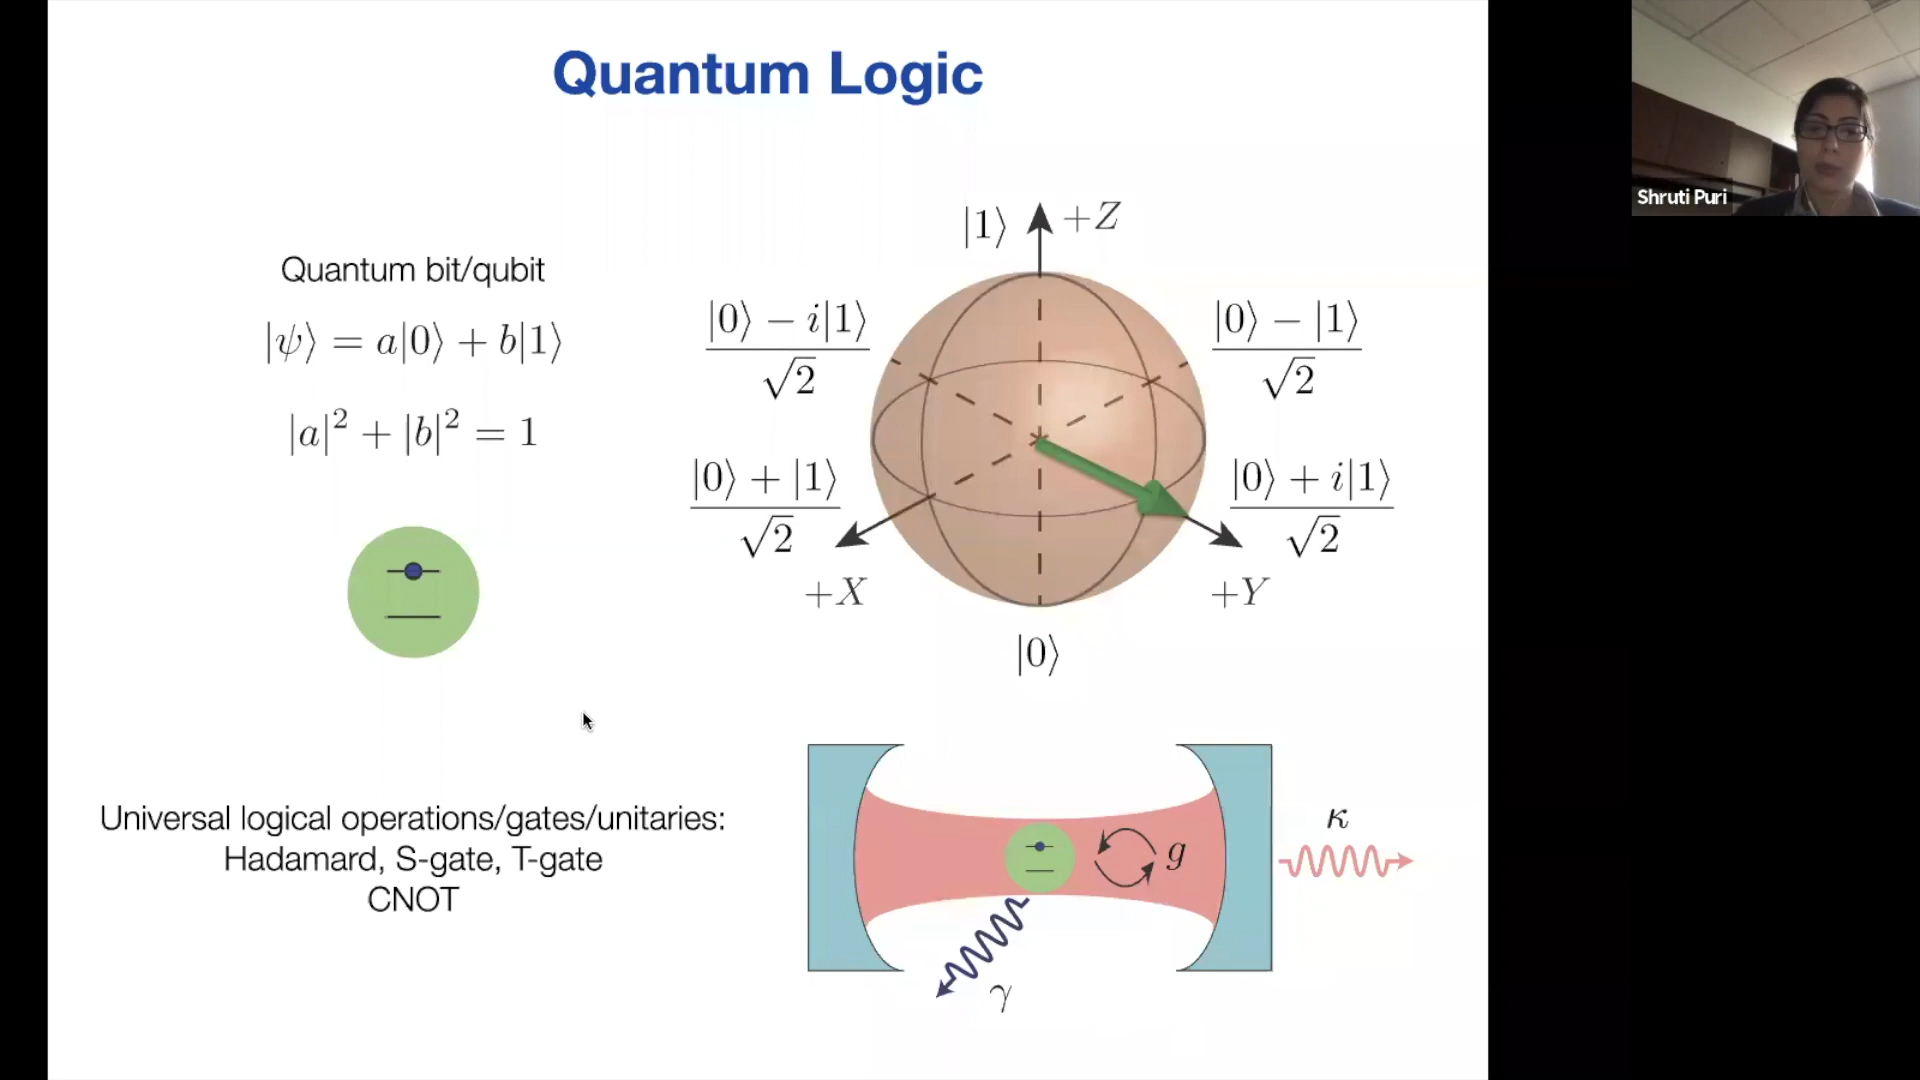 Quantum Logic
Shruti Puri
Quantum bit/qubit
|ψ⟩ = a|0⟩ + b|1⟩
|a|² + |b|² = 1
|1⟩
+Z
|0⟩ − i|1⟩
√2
|0⟩ − |1⟩
√2
|0⟩ + |1⟩
√2
|0⟩ + i|1⟩
√2
+X
+Y
|0⟩
Universal logical operations/gates/unitaries:
Hadamard, S-gate, T-gate
CNOT
g
κ
γ